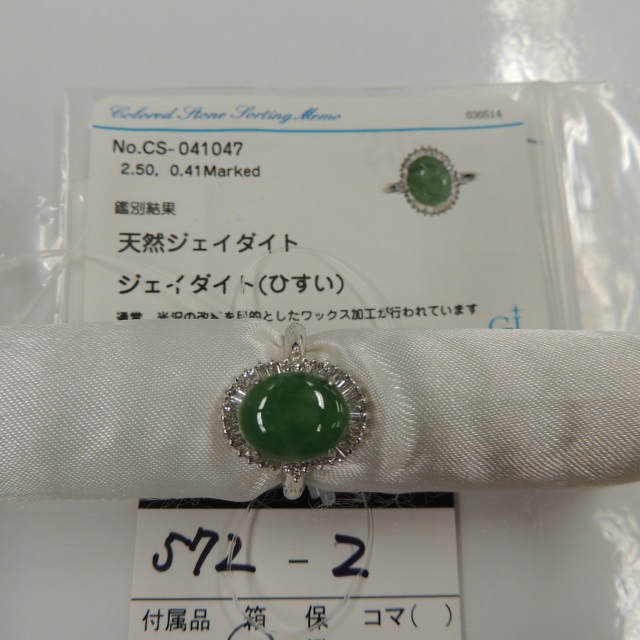 Colored Stone Sorting Memo 030514
No.CS-041047
2.50, 0.41Marked
鑑別結果
天然ジェイダイト
ジェイダイト(ひすい)
通常、光沢の改善を目的としたワックス加工が行われています
572-2
付属品 箱 保 コマ( )